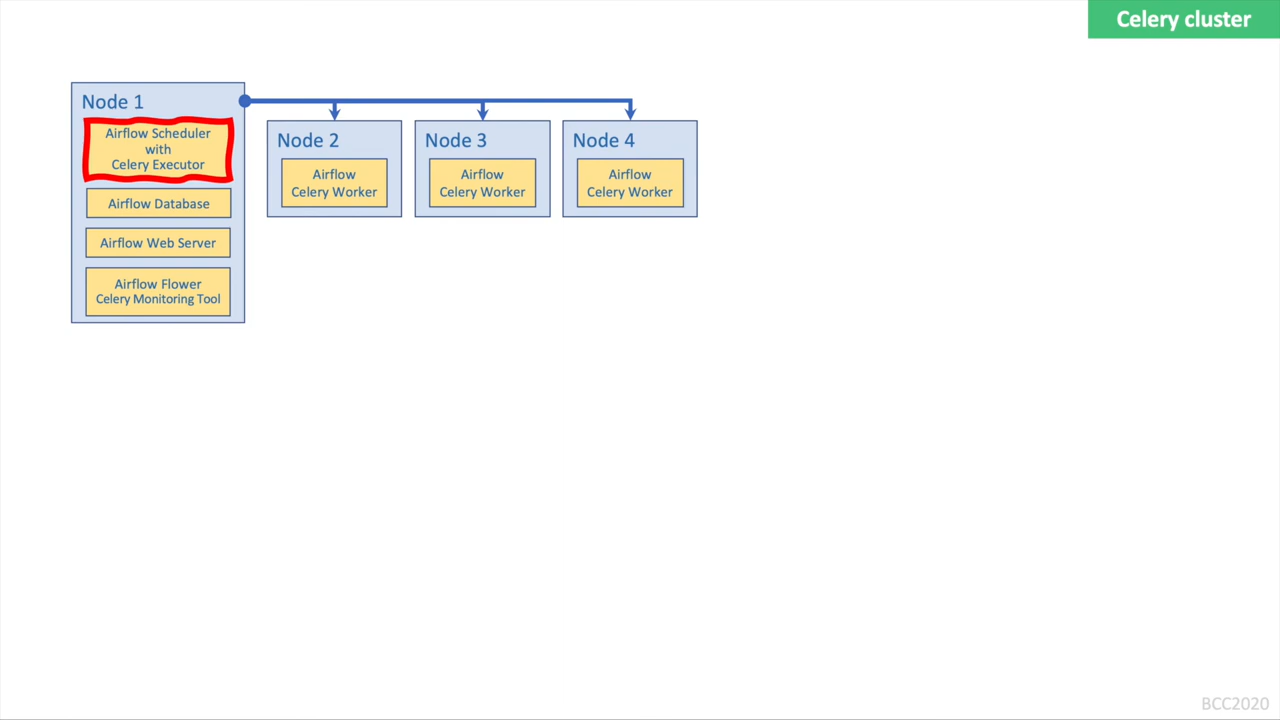 Celery cluster
Node 1
Airflow Scheduler
with
Celery Executor
Airflow Database
Airflow Web Server
Airflow Flower
Celery Monitoring Tool
Node 2
Airflow
Celery Worker
Node 3
Airflow
Celery Worker
Node 4
Airflow
Celery Worker
BCC2020